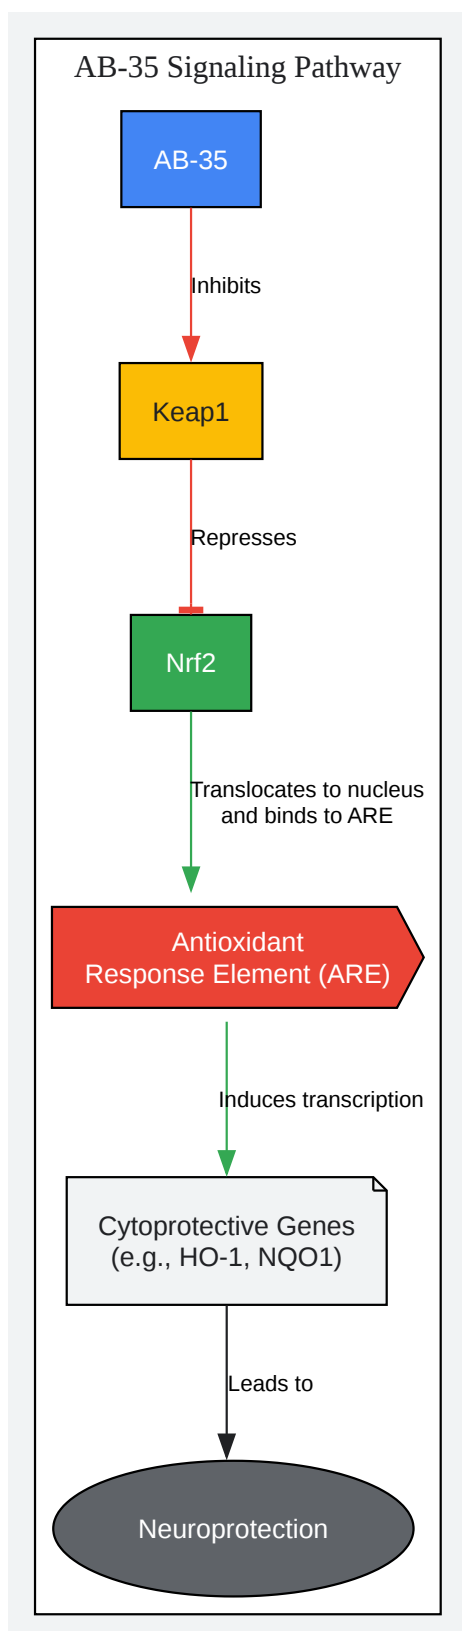 AB-35 Signaling Pathway
AB-35
Inhibits
Keap1
Represses
Nrf2
Translocates to nucleus
and binds to ARE
Antioxidant
Response Element (ARE)
Induces transcription
Cytoprotective Genes
(e.g., HO-1, NQO1)
Leads to
Neuroprotection